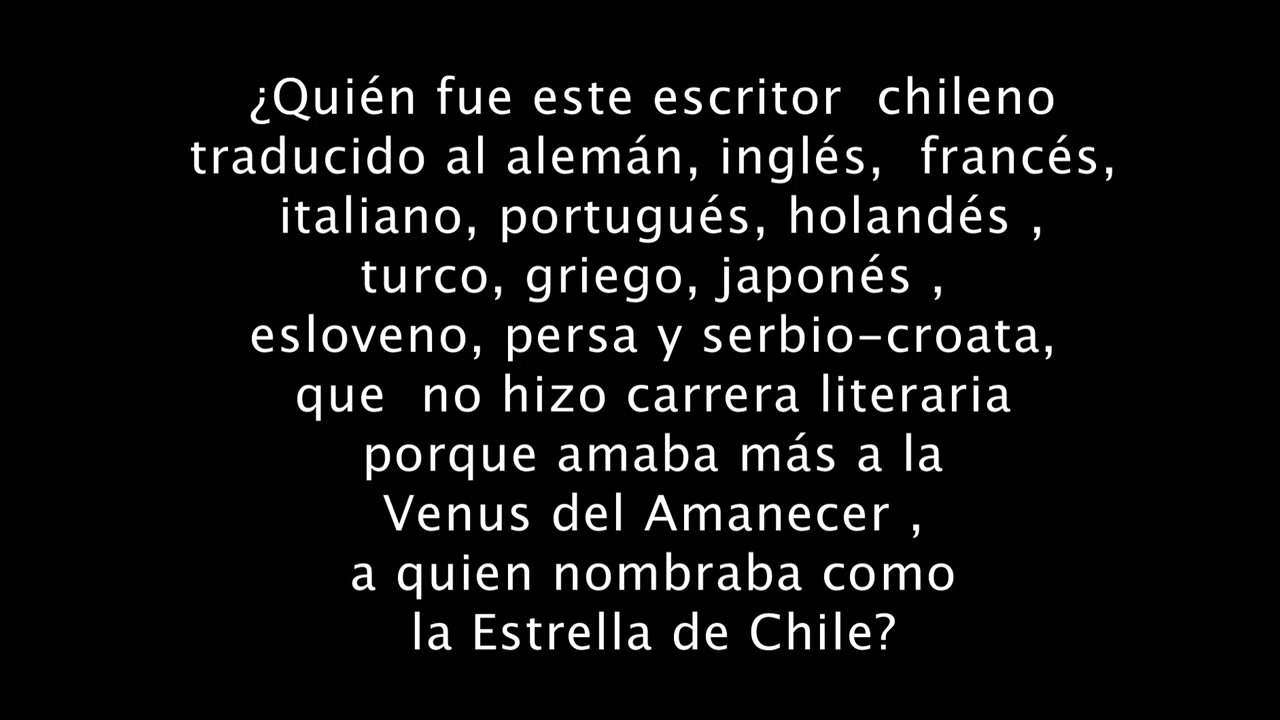 ¿Quién fue este escritor  chileno
traducido al alemán, inglés,  francés,
italiano, portugués, holandés ,
turco, griego, japonés ,
esloveno, persa y serbio-croata,
que  no hizo carrera literaria
porque amaba más a la
Venus del Amanecer ,
a quien nombraba como
la Estrella de Chile?